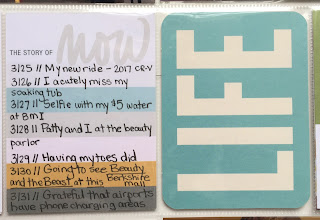 THE STORY OF now
3/25 // My new ride - 2017 CR-V
3/26 // I acutely miss my
soaking tub
3/27 // Selfie with my $5 water
at BMI
3/28 // Patty and I at the beauty
parlor
3/29 // Having my toes did
3/30 // Going to see Beauty
and the Beast at this Berkshire
mall
3/31 // Grateful that airports
have phone charging areas
LIFE